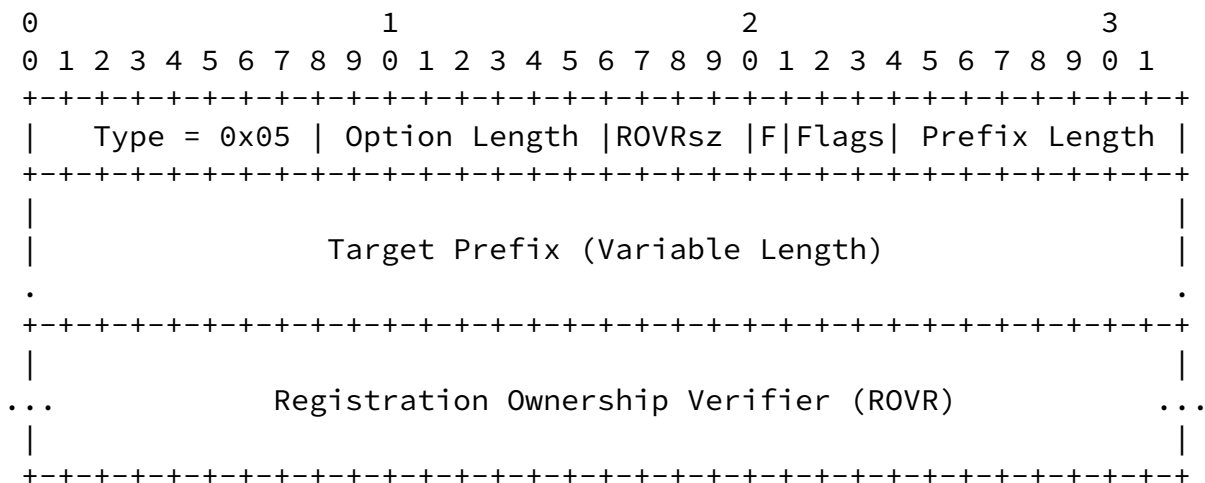 0                   1                   2                   3
 0 1 2 3 4 5 6 7 8 9 0 1 2 3 4 5 6 7 8 9 0 1 2 3 4 5 6 7 8 9 0 1
 +-+-+-+-+-+-+-+-+-+-+-+-+-+-+-+-+-+-+-+-+-+-+-+-+-+-+-+-+-+-+-+-+
 |   Type = 0x05 | Option Length |ROVRsz |F|Flags| Prefix Length |
 +-+-+-+-+-+-+-+-+-+-+-+-+-+-+-+-+-+-+-+-+-+-+-+-+-+-+-+-+-+-+-+-+
 |                                                               |
 |                Target Prefix (Variable Length)                |
 .                                                               .
 +-+-+-+-+-+-+-+-+-+-+-+-+-+-+-+-+-+-+-+-+-+-+-+-+-+-+-+-+-+-+-+-+
 |                                                               |
...            Registration Ownership Verifier (ROVR)           ...
 |                                                               |
 +-+-+-+-+-+-+-+-+-+-+-+-+-+-+-+-+-+-+-+-+-+-+-+-+-+-+-+-+-+-+-+-+